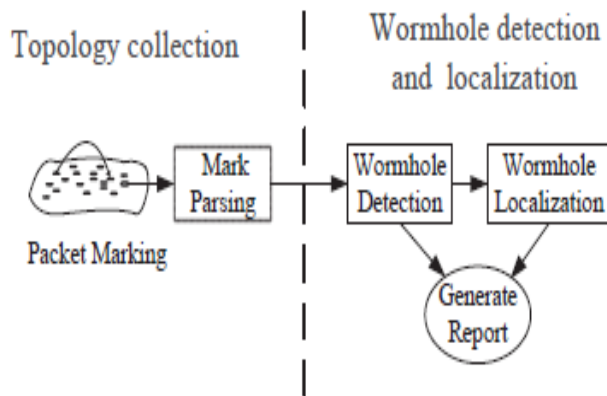 Topology collection
Wormhole detection
and localization
Mark
Parsing
Wormhole
Detection
Wormhole
Localization
Packet Marking
Generate
Report